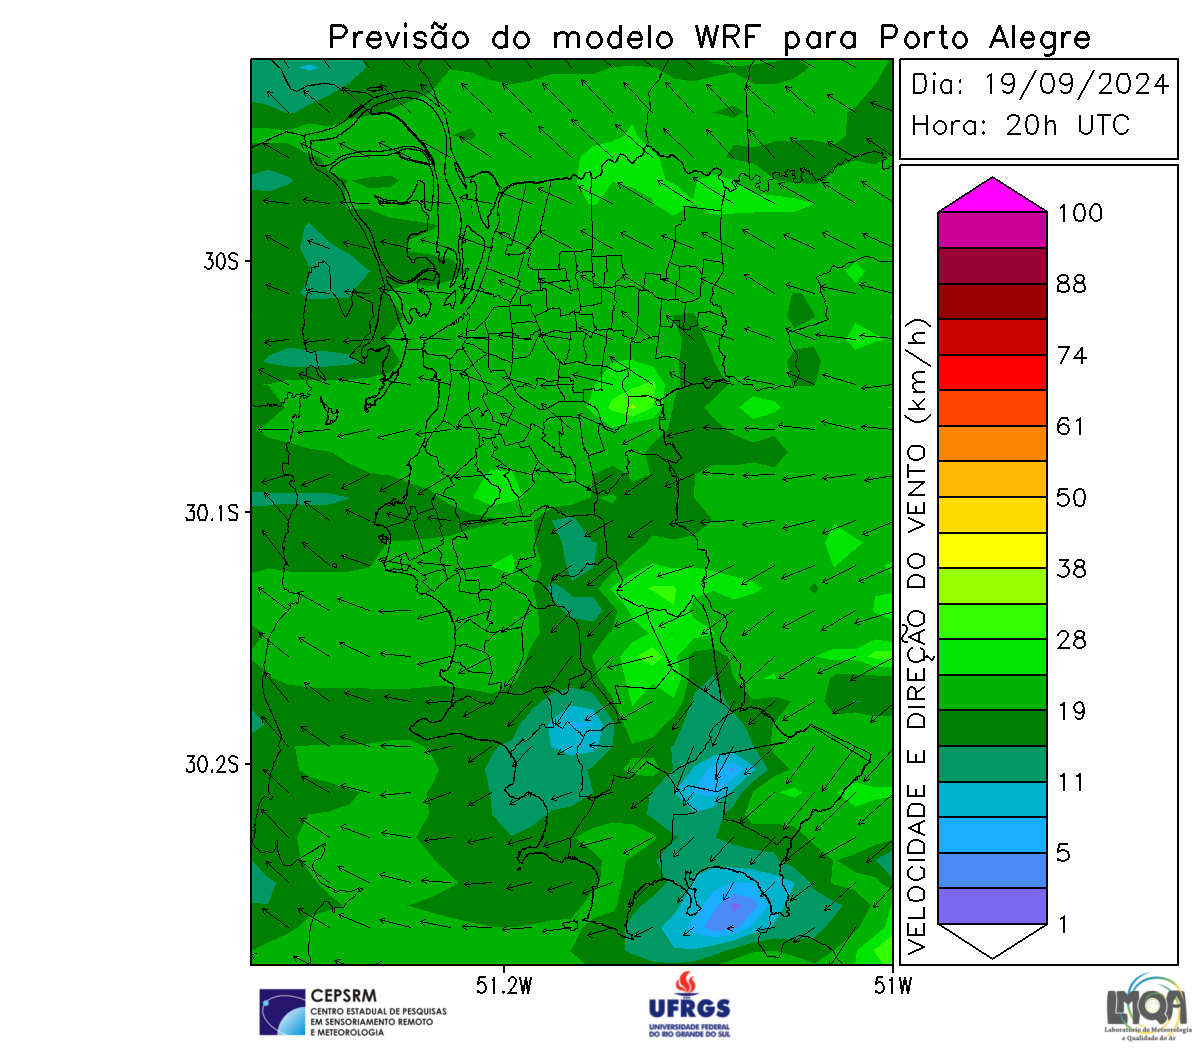 Previsão do modelo WRF para Porto Alegre
Dia: 19/09/2024
Hora: 20h UTC
30S
30.1S
30.2S
51.2W
51W
VELOCIDADE E DIREÇÃO DO VENTO (km/h)
100
88
74
61
50
38
28
19
11
5
1
CEPSRM
CENTRO ESTADUAL DE PESQUISAS
EM SENSORIAMENTO REMOTO
E METEOROLOGIA
UFRGS
UNIVERSIDADE FEDERAL
DO RIO GRANDE DO SUL
LMQA
Laboratório de Meteorologia
e Qualidade do Ar